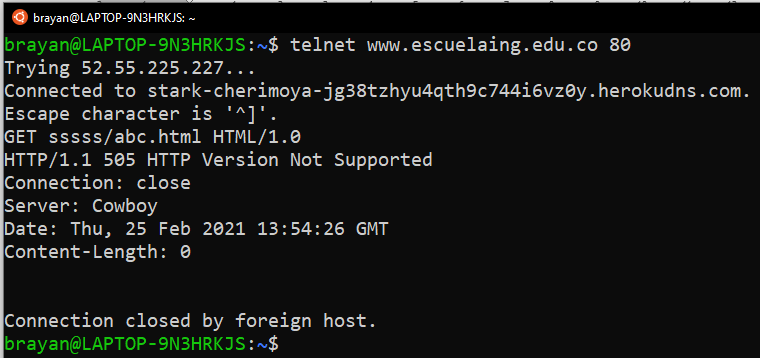 brayan@LAPTOP-9N3HRKJS: ~
brayan@LAPTOP-9N3HRKJS:~$ telnet www.escuelaing.edu.co 80
Trying 52.55.225.227...
Connected to stark-cherimoya-jg38tzhyu4qth9c744i6vz0y.herokudns.com.
Escape character is '^]'.
GET sssss/abc.html HTML/1.0
HTTP/1.1 505 HTTP Version Not Supported
Connection: close
Server: Cowboy
Date: Thu, 25 Feb 2021 13:54:26 GMT
Content-Length: 0
Connection closed by foreign host.
brayan@LAPTOP-9N3HRKJS:~$